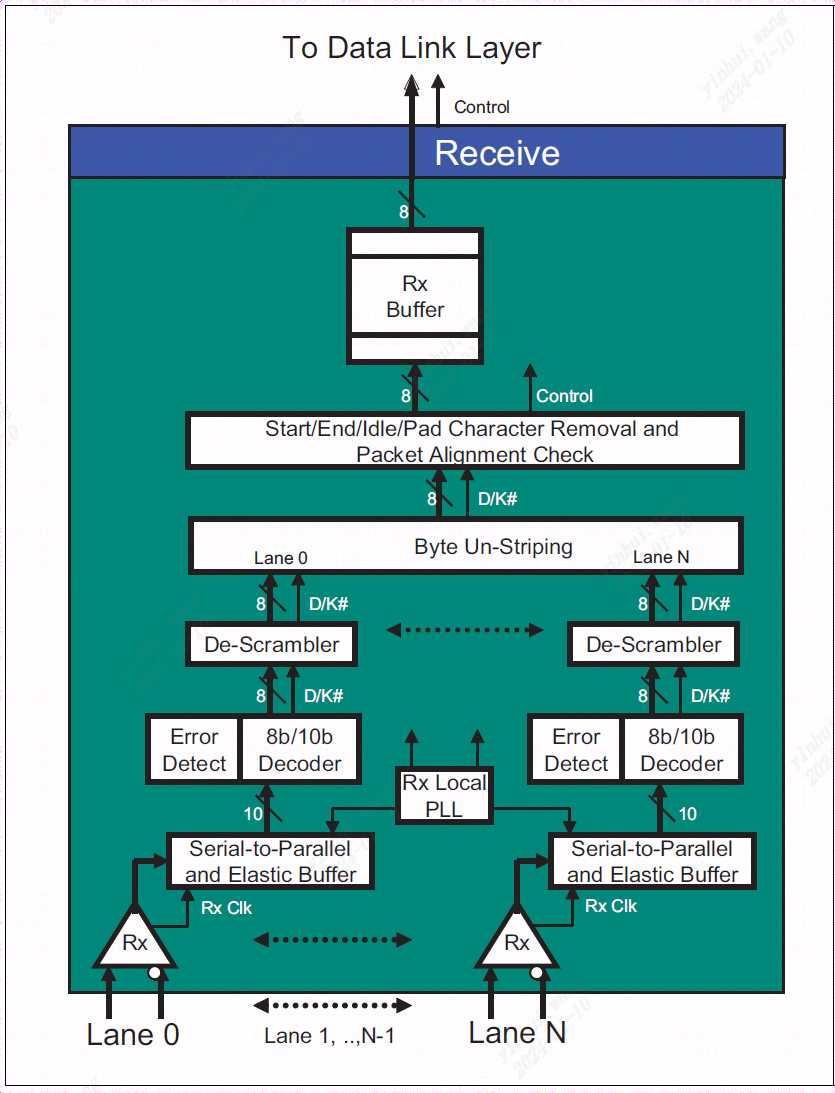 To Data Link Layer
Control
Receive
8
Rx
Buffer
8
Control
Start/End/Idle/Pad Character Removal and
Packet Alignment Check
8
D/K#
Byte Un-Striping
Lane 0
Lane N
8
D/K#
8
D/K#
De-Scrambler
De-Scrambler
8
D/K#
8
D/K#
Error
Detect
8b/10b
Decoder
Error
Detect
8b/10b
Decoder
Rx Local
PLL
10
10
Serial-to-Parallel
and Elastic Buffer
Serial-to-Parallel
and Elastic Buffer
Rx Clk
Rx Clk
Rx
Rx
Lane 0
Lane 1, ..,N-1
Lane N
yinhui.wang
2024-01-10